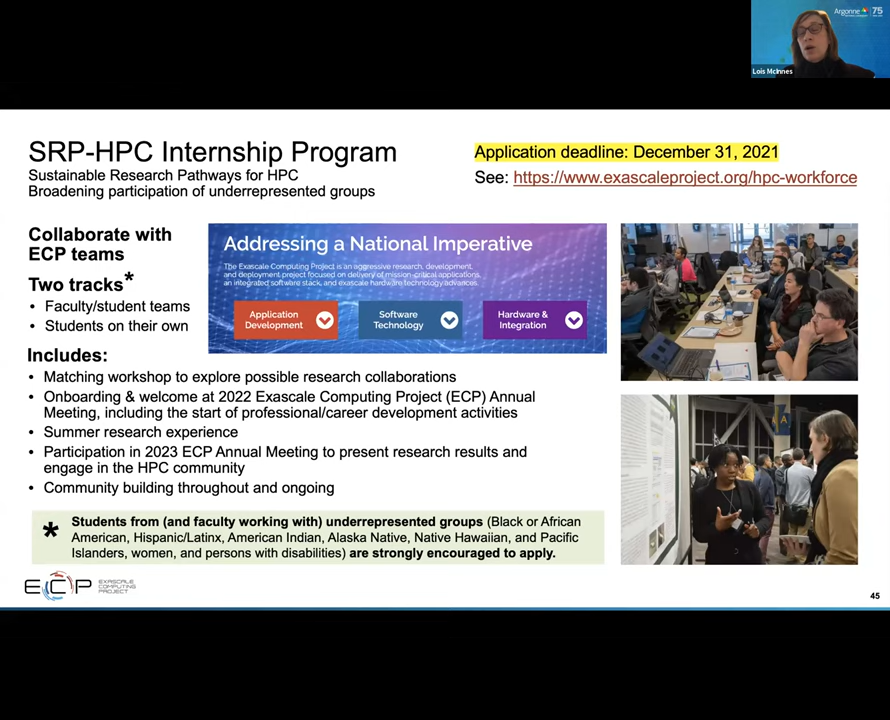 Argonne 75
Lois McInnes
SRP-HPC Internship Program
Sustainable Research Pathways for HPC
Broadening participation of underrepresented groups
Application deadline: December 31, 2021
See: https://www.exascaleproject.org/hpc-workforce
Collaborate with
ECP teams
Two tracks*
• Faculty/student teams
• Students on their own
Addressing a National Imperative
The Exascale Computing Project is an aggressive research, development,
and deployment project focused on delivery of mission-critical applications,
an integrated software stack, and exascale hardware technology advances.
Application
Development
Software
Technology
Hardware &
Integration
Includes:
• Matching workshop to explore possible research collaborations
• Onboarding & welcome at 2022 Exascale Computing Project (ECP) Annual
Meeting, including the start of professional/career development activities
• Summer research experience
• Participation in 2023 ECP Annual Meeting to present research results and
engage in the HPC community
• Community building throughout and ongoing
* Students from (and faculty working with) underrepresented groups (Black or African
American, Hispanic/Latinx, American Indian, Alaska Native, Native Hawaiian, and Pacific
Islanders, women, and persons with disabilities) are strongly encouraged to apply.
ECP
EXASCALE
COMPUTING
PROJECT
45